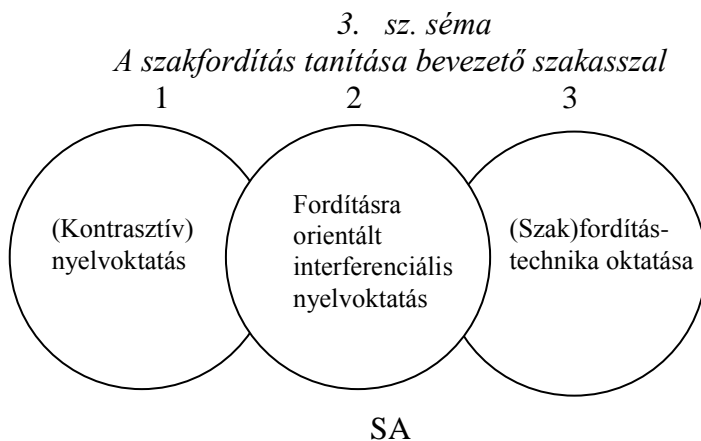 3. sz. séma
A szakfordítás tanítása bevezető szakasszal
1 2 3
(Kontrasztív)
nyelvoktatás
Fordításra
orientált
interferenciális
nyelvoktatás
(Szak)fordítás-
technika oktatása
SA